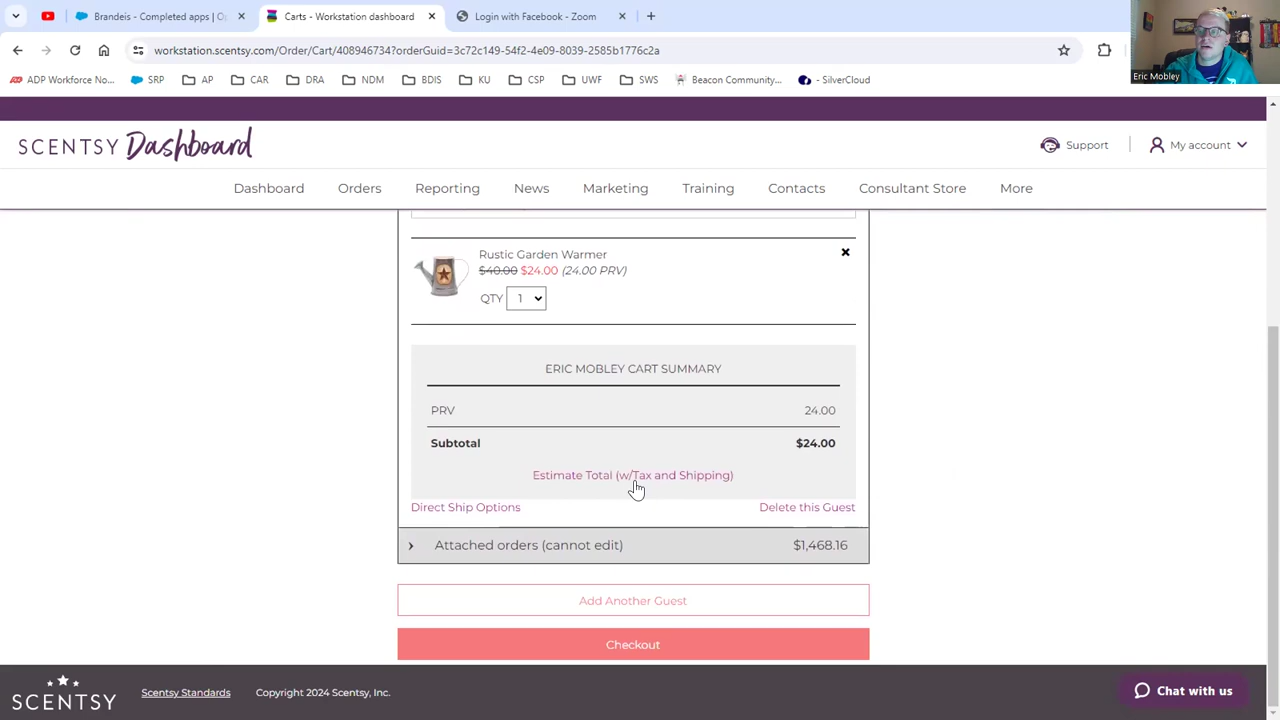 Brandeis - Completed apps | O
Carts - Workstation dashboard
Login with Facebook - Zoom
workstation.scentsy.com/Order/Cart/408946734?orderGuid=3c72c149-54f2-4e09-8039-2585b1776c2a
ADP Workforce No...
SRP
AP
CAR
DRA
NDM
BDIS
KU
CSP
UWF
SWS
Beacon Community...
- SilverCloud
Eric Mobley
SCENTSY Dashboard
Support
My account
Dashboard
Orders
Reporting
News
Marketing
Training
Contacts
Consultant Store
More
Rustic Garden Warmer
$40.00 $24.00 (24.00 PRV)
QTY 1
ERIC MOBLEY CART SUMMARY
PRV 24.00
Subtotal $24.00
Estimate Total (w/Tax and Shipping)
Direct Ship Options
Delete this Guest
Attached orders (cannot edit) $1,468.16
Add Another Guest
Checkout
SCENTSY
Scentsy Standards
Copyright 2024 Scentsy, Inc.
Chat with us